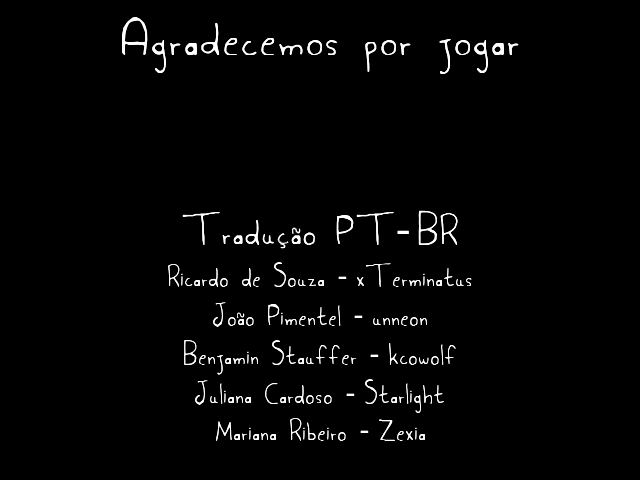 Agradecemos por jogar
Tradução PT-BR
Ricardo de Souza - xTerminatus
João Pimentel - unneon
Benjamin Stauffer - kcowolf
Juliana Cardoso - Starlight
Mariana Ribeiro - Zexia